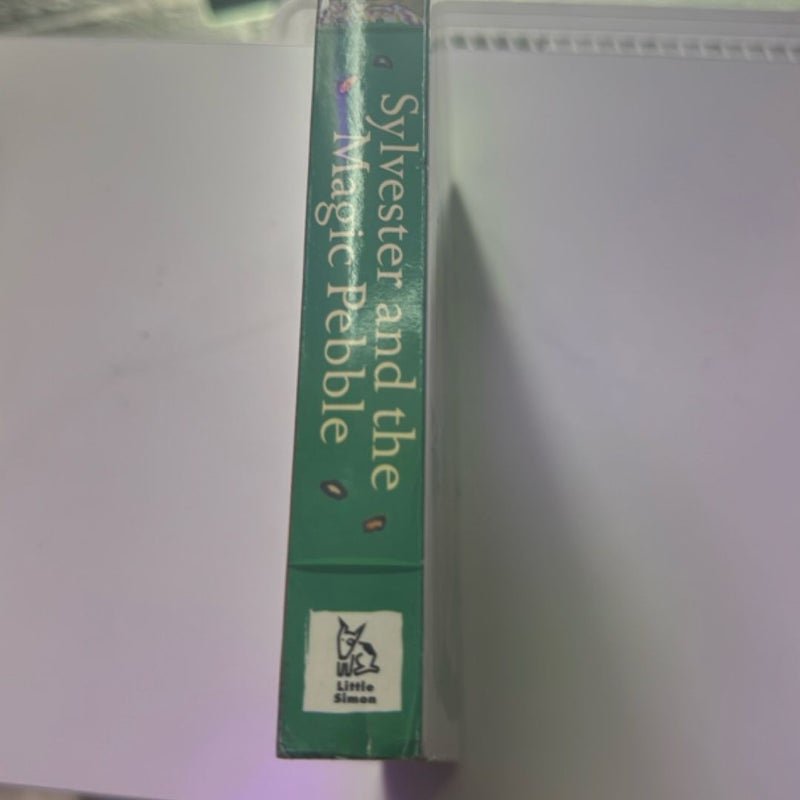 Sylvester and the
Magic Pebble
Little
Simon